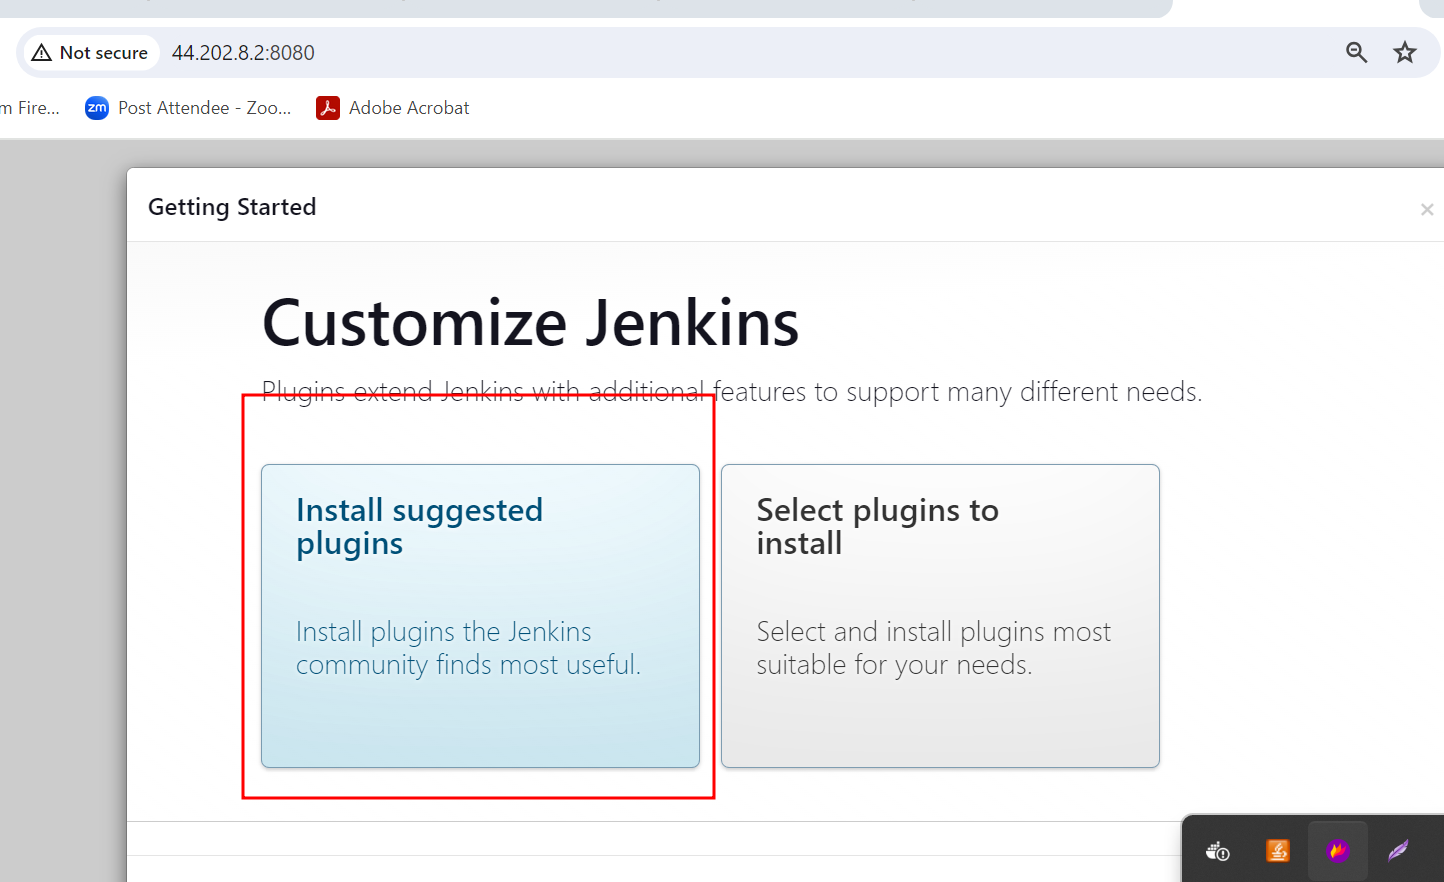 Not secure 44.202.8.2:8080
m Fire... zm Post Attendee - Zoo... Adobe Acrobat
Getting Started
Customize Jenkins
Plugins extend Jenkins with additional features to support many different needs.
Install suggested
plugins
Install plugins the Jenkins
community finds most useful.
Select plugins to
install
Select and install plugins most
suitable for your needs.